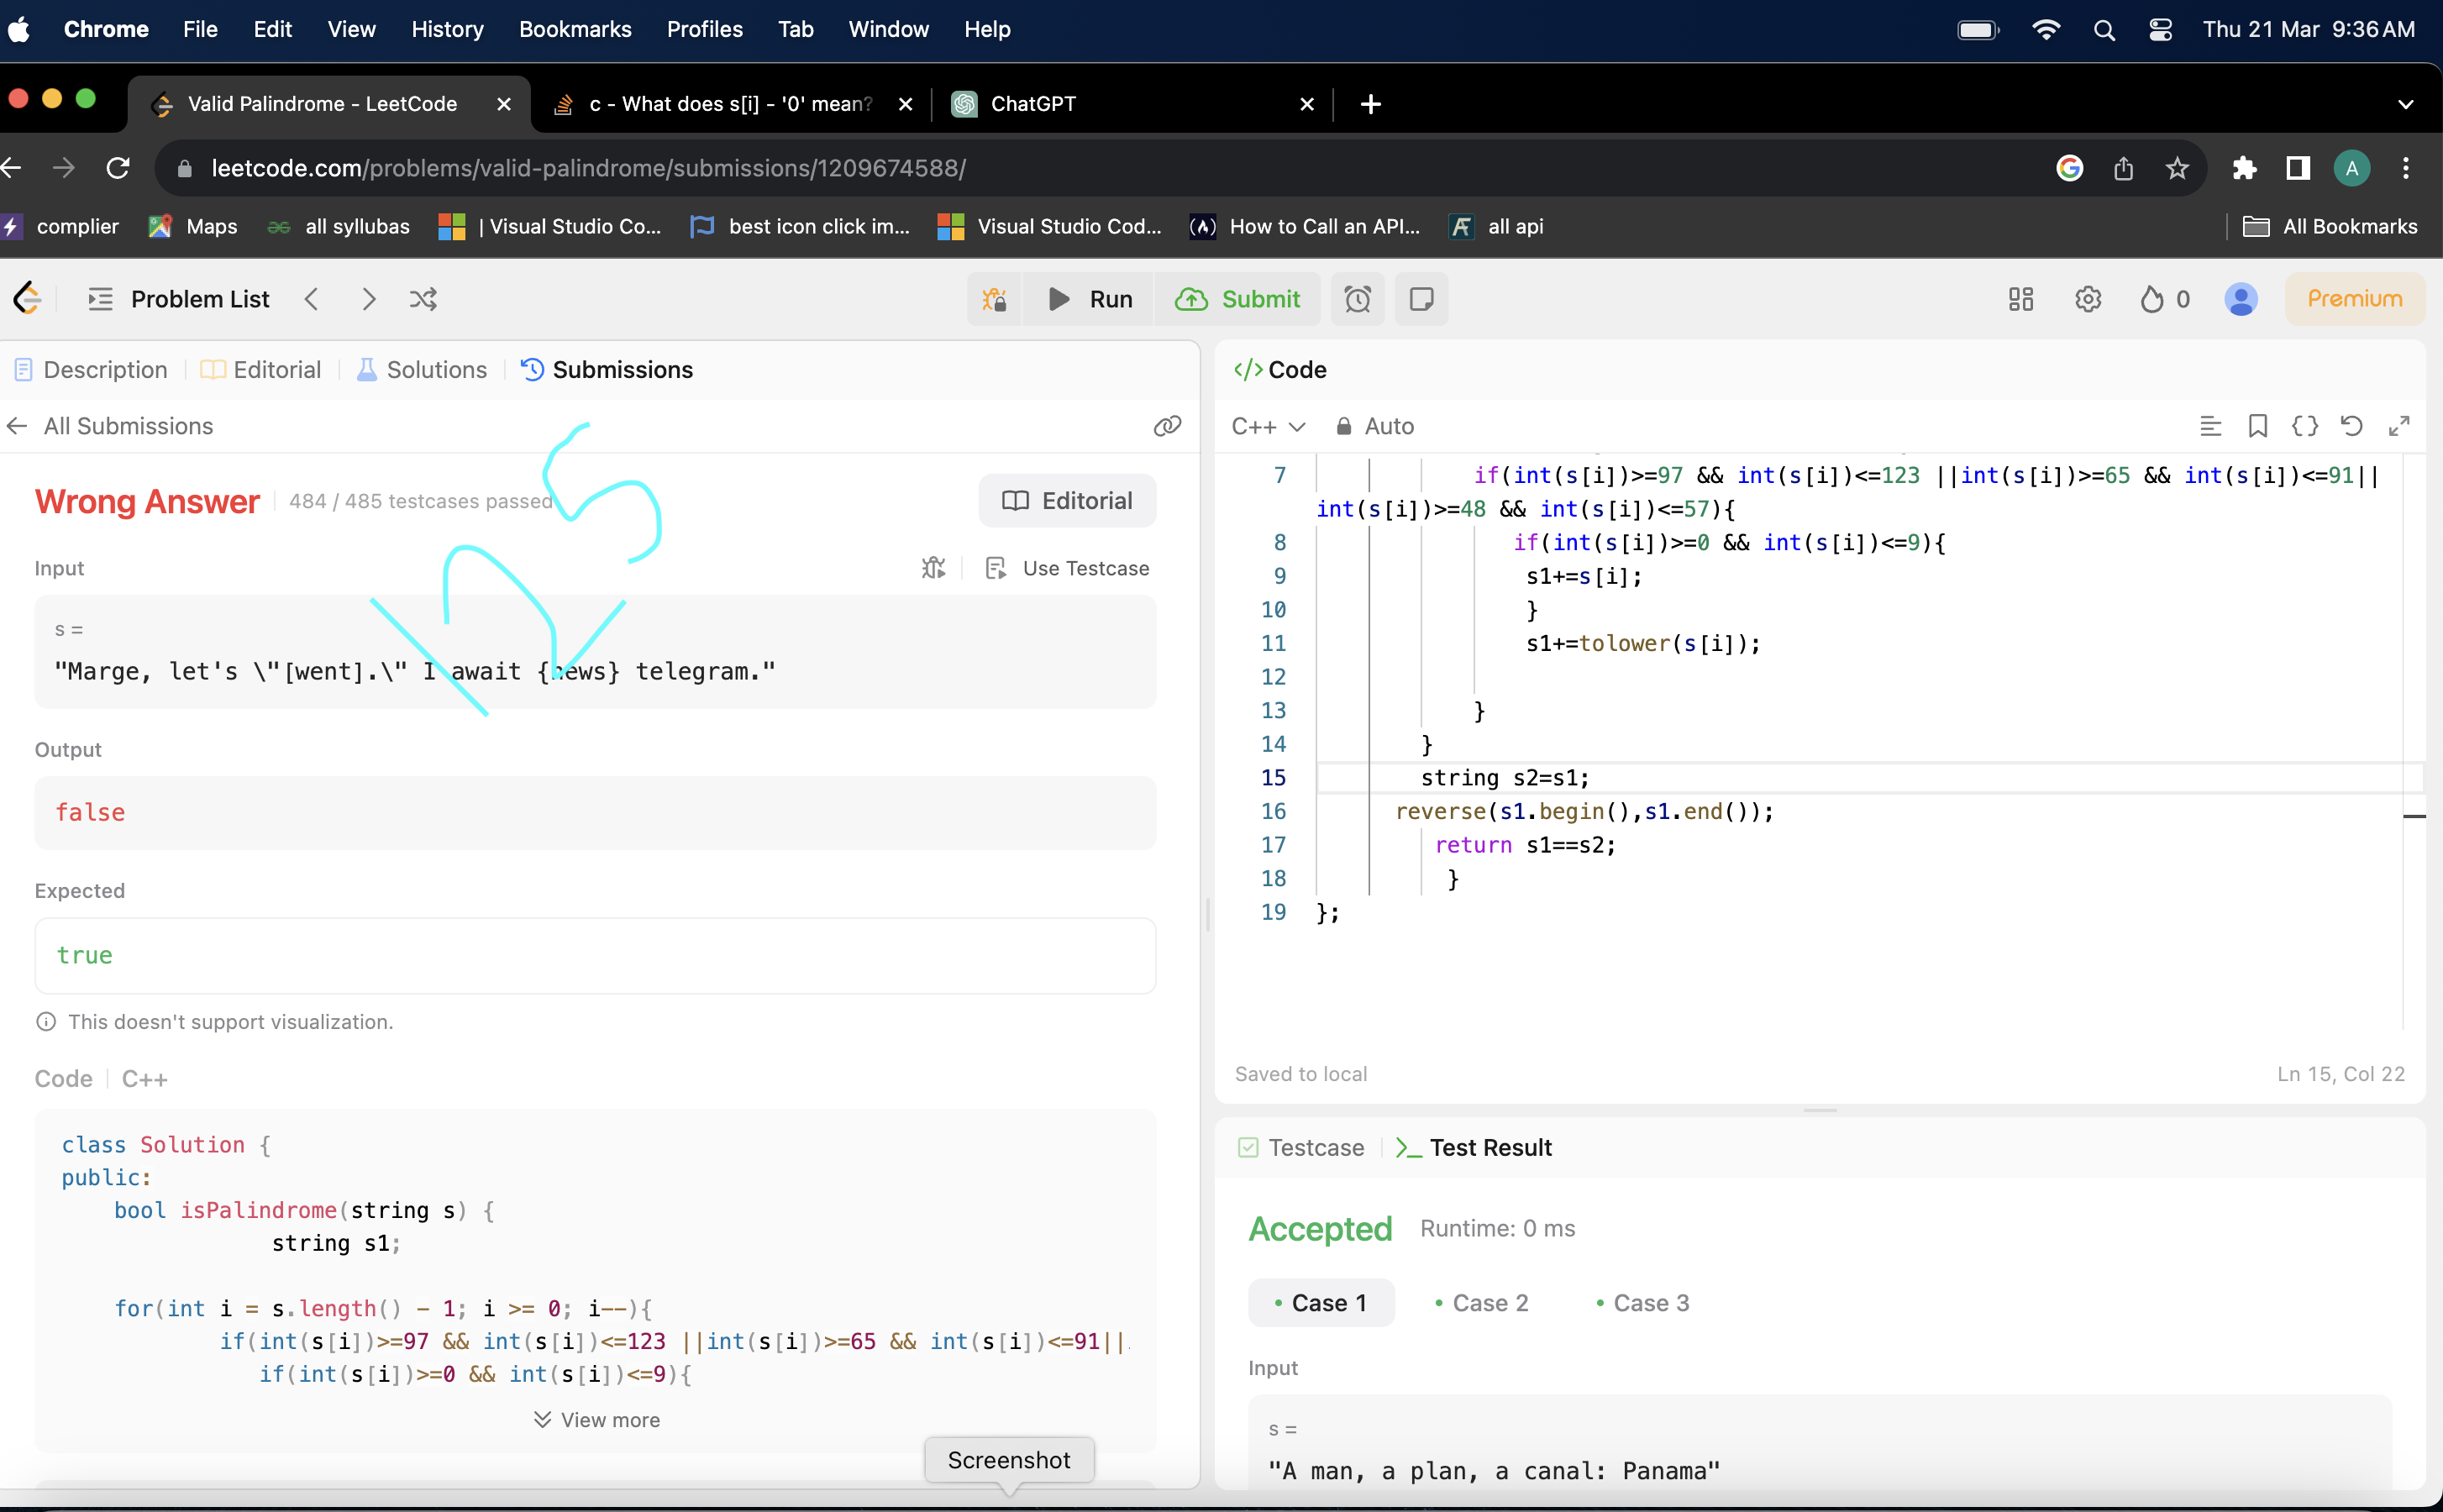 Chrome File Edit View History Bookmarks Profiles Tab Window Help Thu 21 Mar 9:36 AM
Valid Palindrome - LeetCode c - What does s[i] - '0' mean? ChatGPT
leetcode.com/problems/valid-palindrome/submissions/1209674588/ A
complier Maps all syllubas | Visual Studio Co... best icon click im... Visual Studio Cod... How to Call an API... all api All Bookmarks
Problem List Run Submit 0 Premium
Description Editorial Solutions Submissions
All Submissions
Wrong Answer 484 / 485 testcases passed Editorial
125
Input Use Testcase
s =
"Marge, let's \"[went].\" I await {news} telegram."
Output
false
Expected
true
This doesn't support visualization.
Code C++
class Solution {
public:
bool isPalindrome(string s) {
string s1;
for(int i = s.length() - 1; i >= 0; i--){
if(int(s[i])>=97 && int(s[i])<=123 ||int(s[i])>=65 && int(s[i])<=91||
if(int(s[i])>=0 && int(s[i])<=9){
View more
Screenshot
</> Code
C++ Auto
7 if(int(s[i])>=97 && int(s[i])<=123 ||int(s[i])>=65 && int(s[i])<=91||
int(s[i])>=48 && int(s[i])<=57){
8 if(int(s[i])>=0 && int(s[i])<=9){
9 s1+=s[i];
10 }
11 s1+=tolower(s[i]);
12
13 }
14 }
15 string s2=s1;
16 reverse(s1.begin(),s1.end());
17 return s1==s2;
18 }
19 };
Saved to local Ln 15, Col 22
Testcase Test Result
Accepted Runtime: 0 ms
Case 1 Case 2 Case 3
Input
s =
"A man, a plan, a canal: Panama"